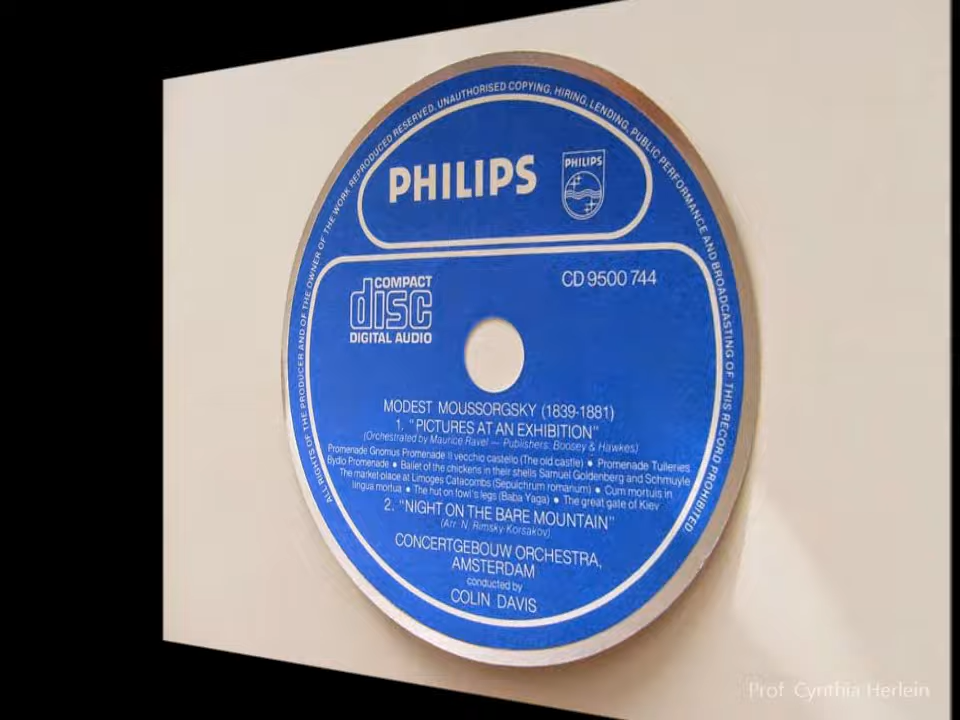 ALL RIGHTS OF THE PRODUCER AND OF THE OWNER OF THE WORK REPRODUCED RESERVED. UNAUTHORISED COPYING, HIRING, LENDING, PUBLIC PERFORMANCE AND BROADCASTING OF THIS RECORD PROHIBITED.
PHILIPS
PHILIPS
CD 9500 744
COMPACT
disc
DIGITAL AUDIO
MODEST MOUSSORGSKY (1839-1881)
1. "PICTURES AT AN EXHIBITION"
(Orchestrated by Maurice Ravel — Publishers: Boosey & Hawkes)
Promenade Gnomus Promenade Il vecchio castello (The old castle) ● Promenade Tuileries
Bydlo Promenade ● Ballet of the chickens in their shells Samuel Goldenberg and Schmuyle
The market-place at Limoges Catacombs (Sepulchrum romanum) ● Cum mortuis in
lingua mortua ● The hut on fowl's legs (Baba Yaga) ● The great gate of Kiev
2. "NIGHT ON THE BARE MOUNTAIN"
(Arr. N. Rimsky-Korsakov)
CONCERTGEBOUW ORCHESTRA,
AMSTERDAM
conducted by
COLIN DAVIS
Prof. Cynthia Herlein